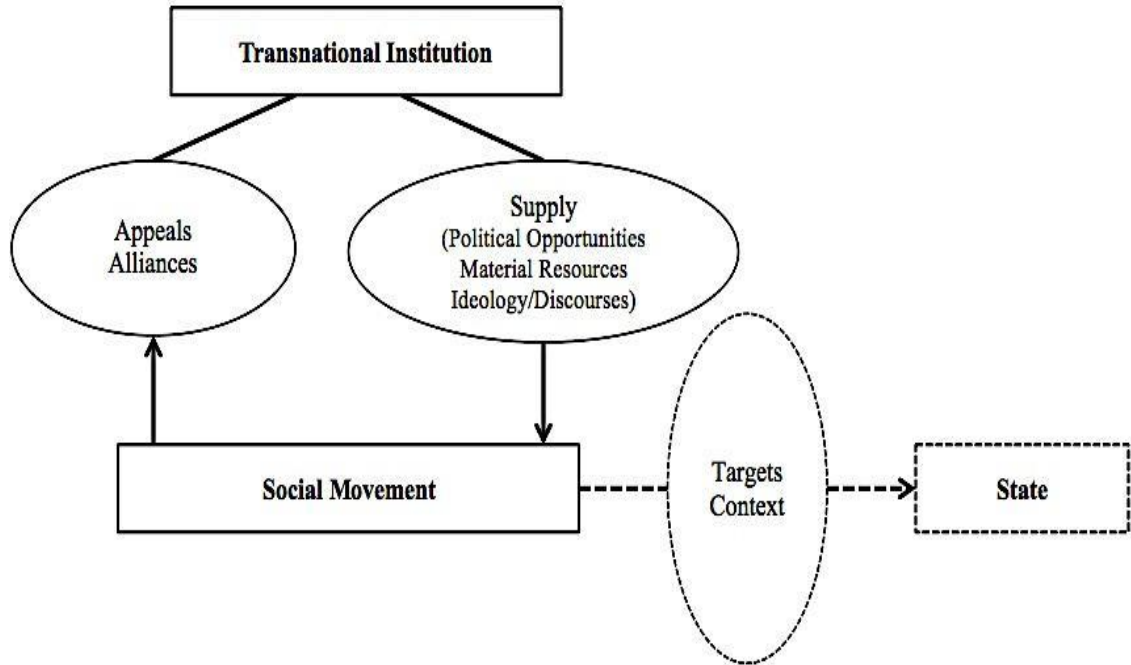 Transnational Institution
Appeals
Alliances
Supply
(Political Opportunities
Material Resources
Ideology/Discourses)
Social Movement
Targets
Context
State